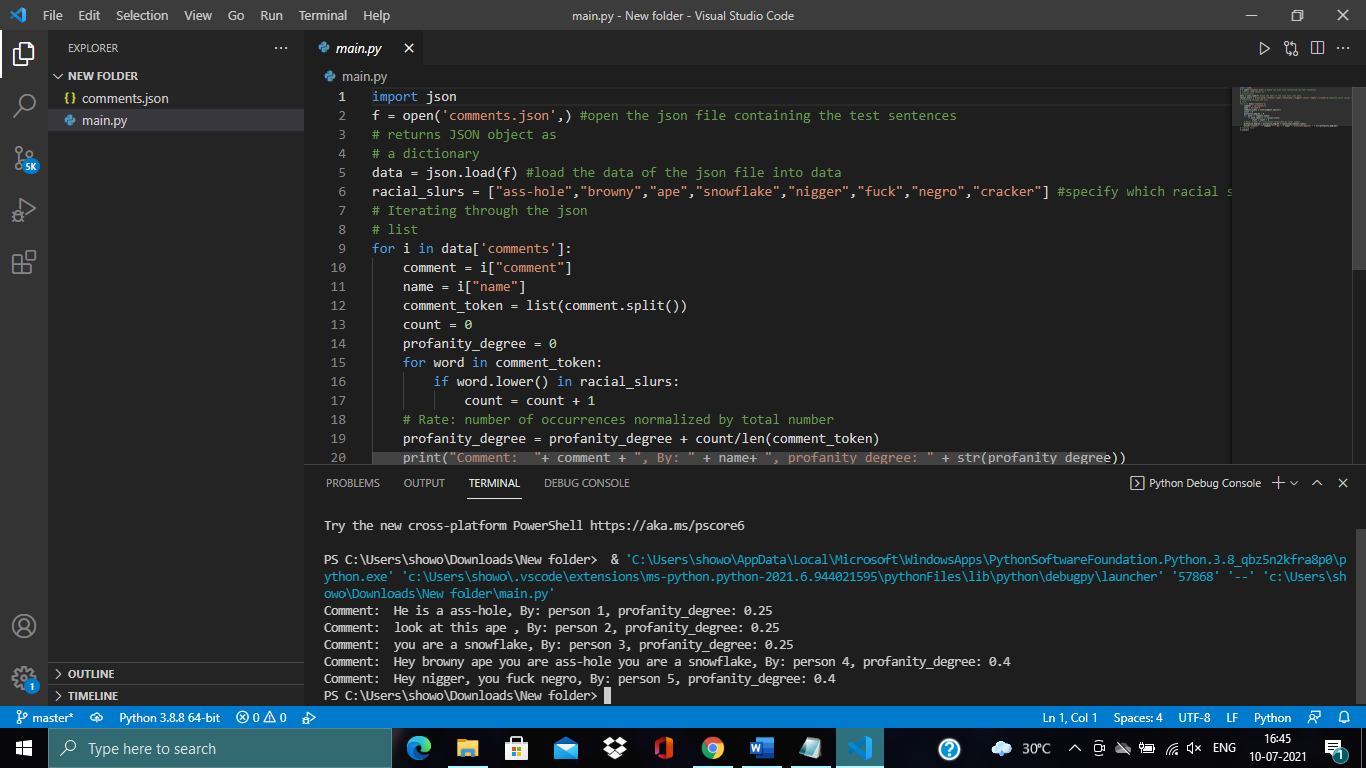 File Edit Selection View Go Run Terminal Help
main.py - New folder - Visual Studio Code
EXPLORER
NEW FOLDER
{} comments.json
main.py
5K
1
OUTLINE
TIMELINE
main.py
main.py
1 import json
2 f = open('comments.json',) #open the json file containing the test sentences
3 # returns JSON object as
4 # a dictionary
5 data = json.load(f) #load the data of the json file into data
6 racial_slurs = ["ass-hole","browny","ape","snowflake","nigger","fuck","negro","cracker"] #specify which racial s
7 # Iterating through the json
8 # list
9 for i in data['comments']:
10 comment = i["comment"]
11 name = i["name"]
12 comment_token = list(comment.split())
13 count = 0
14 profanity_degree = 0
15 for word in comment_token:
16 if word.lower() in racial_slurs:
17 count = count + 1
18 # Rate: number of occurrences normalized by total number
19 profanity_degree = profanity_degree + count/len(comment_token)
20 print("Comment:  "+ comment + ", By: " + name+ ", profanity_degree: " + str(profanity_degree))
PROBLEMS OUTPUT TERMINAL DEBUG CONSOLE
Python Debug Console
Try the new cross-platform PowerShell https://aka.ms/pscore6
PS C:\Users\showo\Downloads\New folder>  & 'C:\Users\showo\AppData\Local\Microsoft\WindowsApps\PythonSoftwareFoundation.Python.3.8_qbz5n2kfra8p0\p
ython.exe' 'c:\Users\showo\.vscode\extensions\ms-python.python-2021.6.944021595\pythonFiles\lib\python\debugpy\launcher' '57868' '--' 'c:\Users\sh
owo\Downloads\New folder\main.py'
Comment:  He is a ass-hole, By: person 1, profanity_degree: 0.25
Comment:  look at this ape , By: person 2, profanity_degree: 0.25
Comment:  you are a snowflake, By: person 3, profanity_degree: 0.25
Comment:  Hey browny ape you are ass-hole you are a snowflake, By: person 4, profanity_degree: 0.4
Comment:  Hey nigger, you fuck negro, By: person 5, profanity_degree: 0.4
PS C:\Users\showo\Downloads\New folder>
master* Python 3.8.8 64-bit 0 0
Ln 1, Col 1 Spaces: 4 UTF-8 LF Python
Type here to search
30°C ENG
16:45
10-07-2021
1